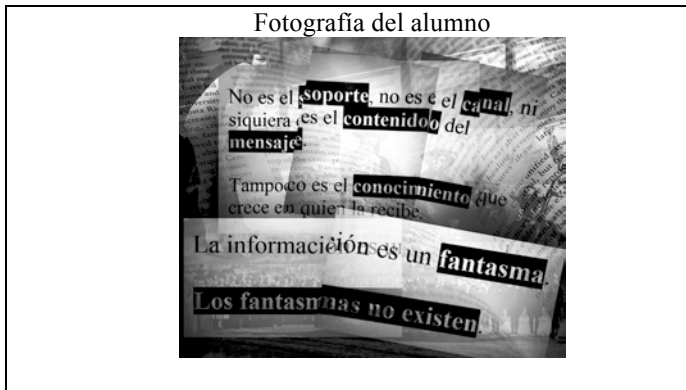 Fotografía del alumno
No es el soporte, no es el canal, ni
siquiera es el contenido del
mensaje.
Tampoco es el conocimiento que
crece en quien la recibe.
La información es un fantasma.
Los fantasmas no existen.